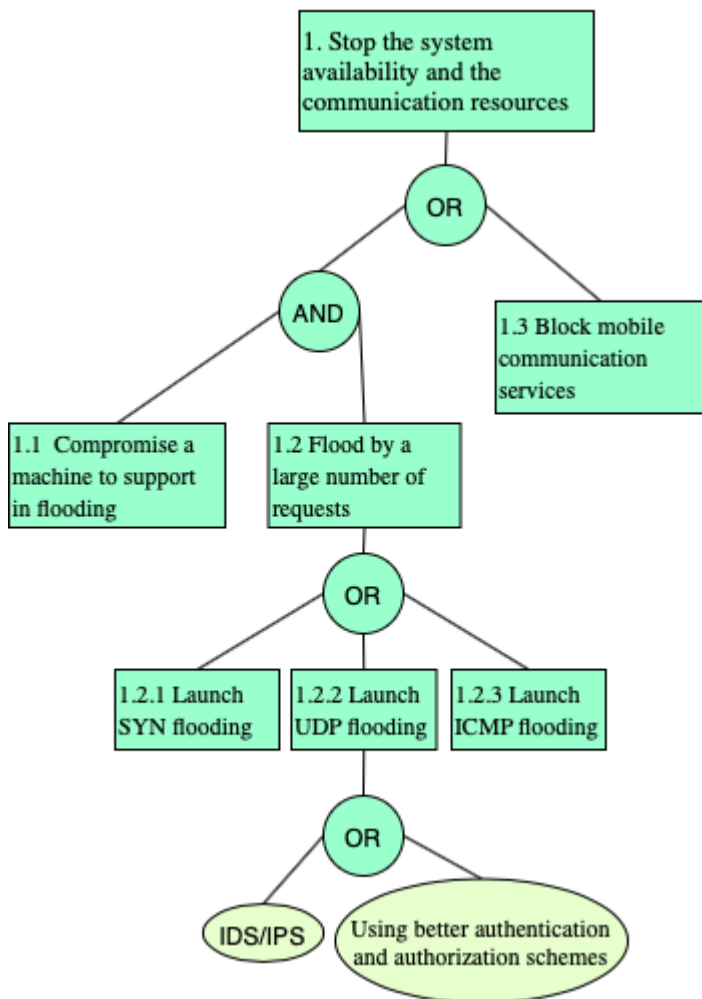 1. Stop the system
availability and the
communication resources
OR
AND
1.3 Block mobile
communication
services
1.1 Compromise a
machine to support
in flooding
1.2 Flood by a
large number of
requests
OR
1.2.1 Launch
SYN flooding
1.2.2 Launch
UDP flooding
1.2.3 Launch
ICMP flooding
OR
IDS/IPS
Using better authentication
and authorization schemes